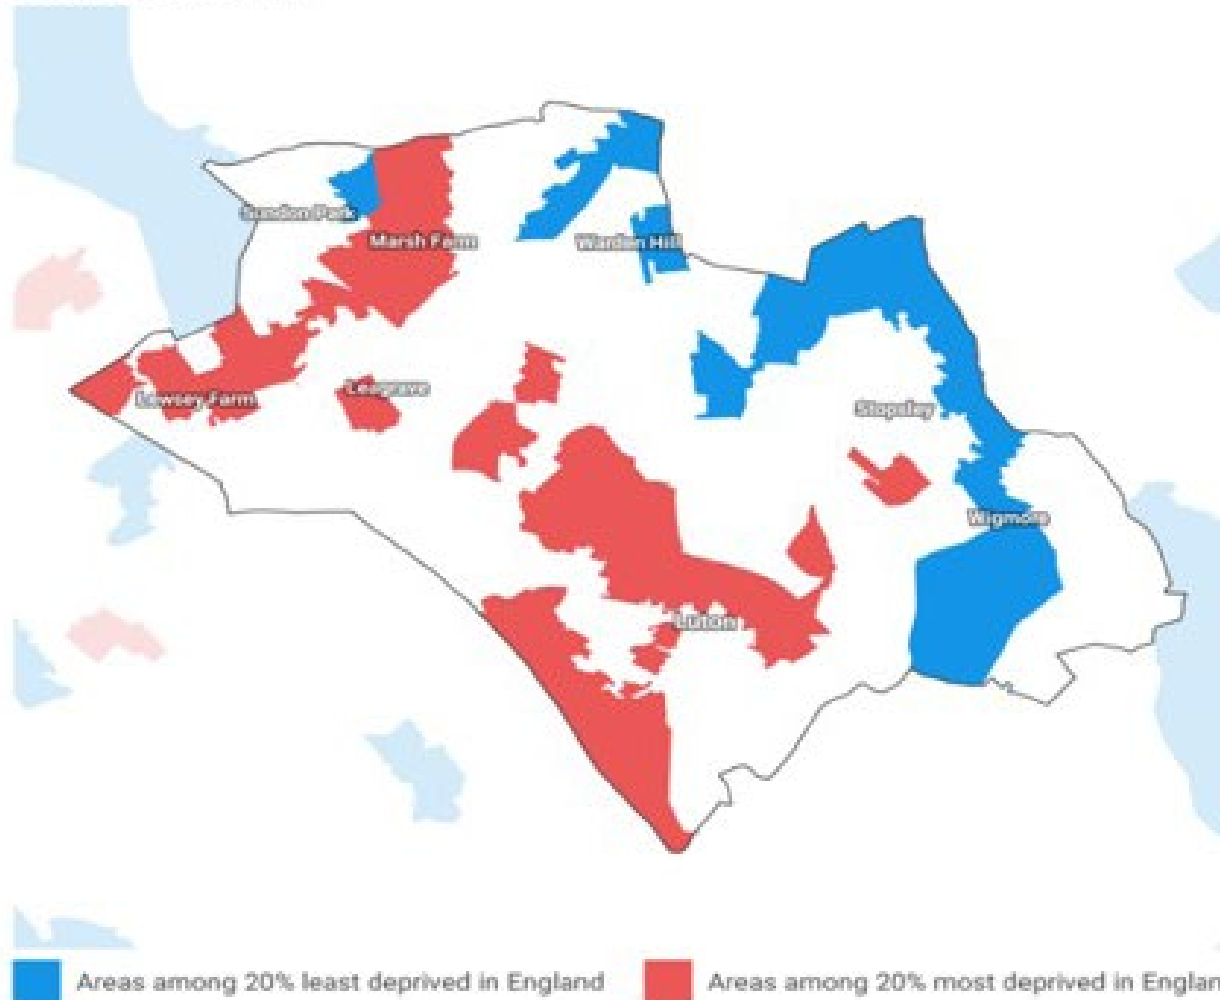 Sundon Park
Marsh Farm
Warden Hill
Lewsey Farm
Leagrave
Stopsley
Wigmore
Luton
Areas among 20% least deprived in England
Areas among 20% most deprived in Englan